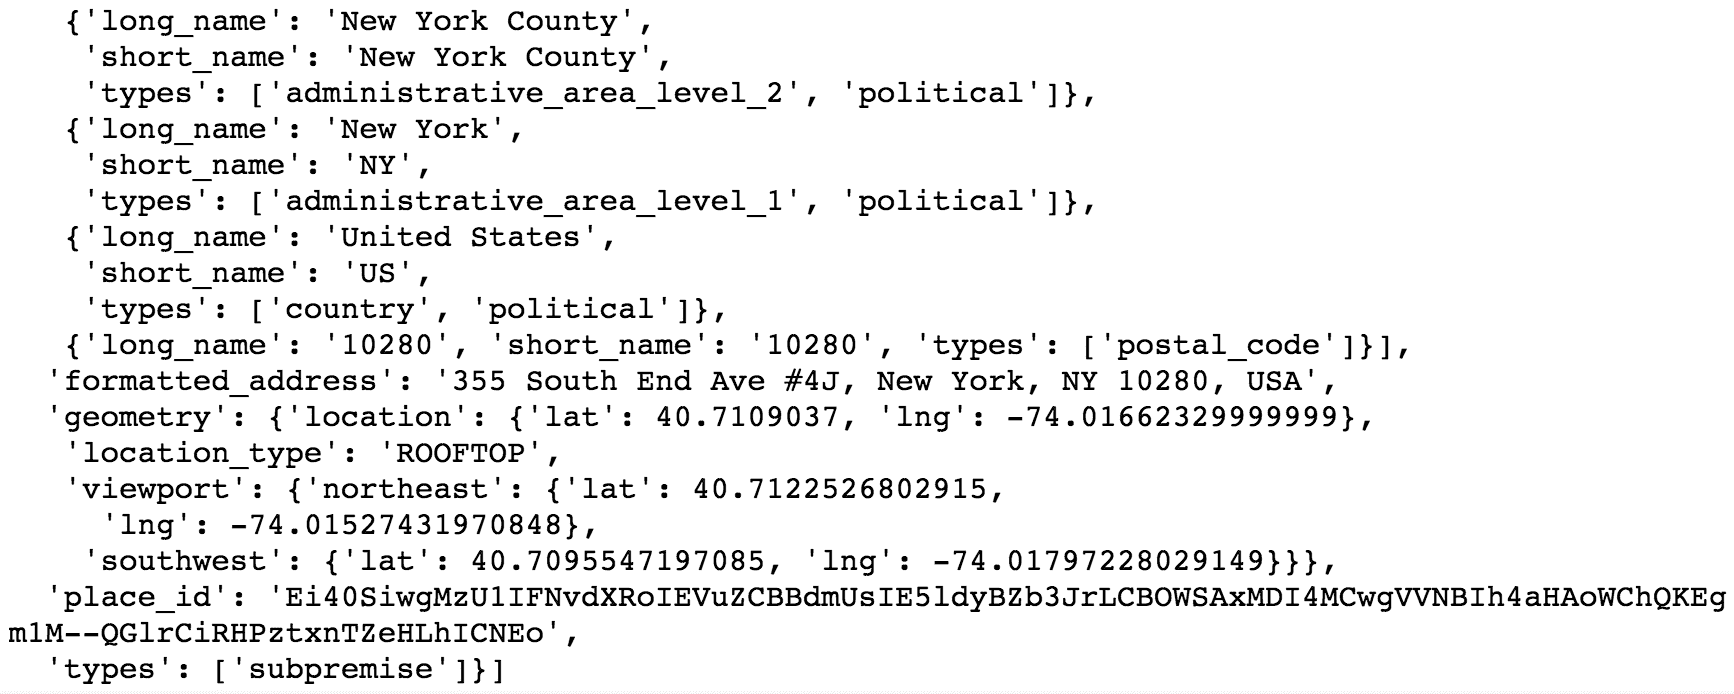 {'long_name': 'New York County',
'short_name': 'New York County',
'types': ['administrative_area_level_2', 'political']},
{'long_name': 'New York',
'short_name': 'NY',
'types': ['administrative_area_level_1', 'political']},
{'long_name': 'United States',
'short_name': 'US',
'types': ['country', 'political']},
{'long_name': '10280', 'short_name': '10280', 'types': ['postal_code']}],
'formatted_address': '355 South End Ave #4J, New York, NY 10280, USA',
'geometry': {'location': {'lat': 40.7109037, 'lng': -74.01662329999999},
'location_type': 'ROOFTOP',
'viewport': {'northeast': {'lat': 40.7122526802915,
'lng': -74.01527431970848},
'southwest': {'lat': 40.7095547197085, 'lng': -74.01797228029149}}},
'place_id': 'Ei40SiwgMzU1IFNvdXRoIEVuZCBBdmUsIE5ldyBZb3JrLCBOWSAxMDI4MCwgVVNBIh4aHAoWChQKEg
m1M--QGlrCiRHPztxnTZeHLhICNEo',
'types': ['subpremise']}]